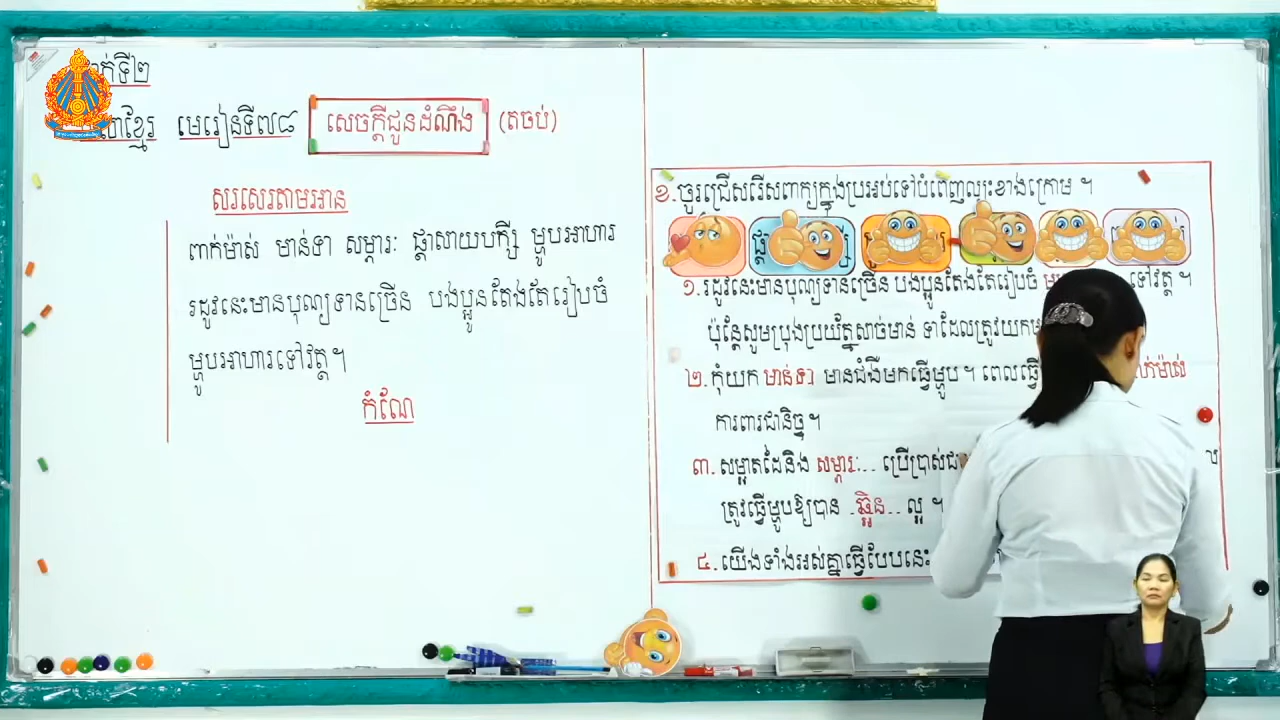 ថ្នាក់ទី២
ភាសាខ្មែរ មេរៀនទី៧៨ សេចក្ដីជូនដំណឹង (តចប់)
សរសេរតាមអាន
ពាក់ម៉ាស់ មាន់ទា សម្ភារៈ ផ្ដាសាយបក្សី ម្ហូបអាហារ
រដូវនេះមានបុណ្យទានច្រើន បងប្អូនតែងតែរៀបចំ
ម្ហូបអាហារទៅវត្ត។
កំណែ
ខ.ចូរជ្រើសរើសពាក្យក្នុងប្រអប់ទៅបំពេញល្បះខាងក្រោម ។
១.រដូវនេះមានបុណ្យទានច្រើន បងប្អូនតែងតែរៀបចំ ទៅវត្ត ។
ប៉ុន្តែសូមប្រុងប្រយ័ត្នសាច់មាន់ ទាដែលត្រូវយកម
២.កុំយក មាន់ទា មានជំងឺមកធ្វើម្ហូប។ ពេលធ្វើ ពាក់ម៉ាស់
ការពារជានិច្ច។
៣.សម្អាតដៃនិង សម្ភារៈ.. ប្រើប្រាស់ជា
ត្រូវធ្វើម្ហូបឱ្យបាន .ឆ្អិន.. ល្អ ។
៤.យើងទាំងអស់គ្នាធ្វើបែបនេះ